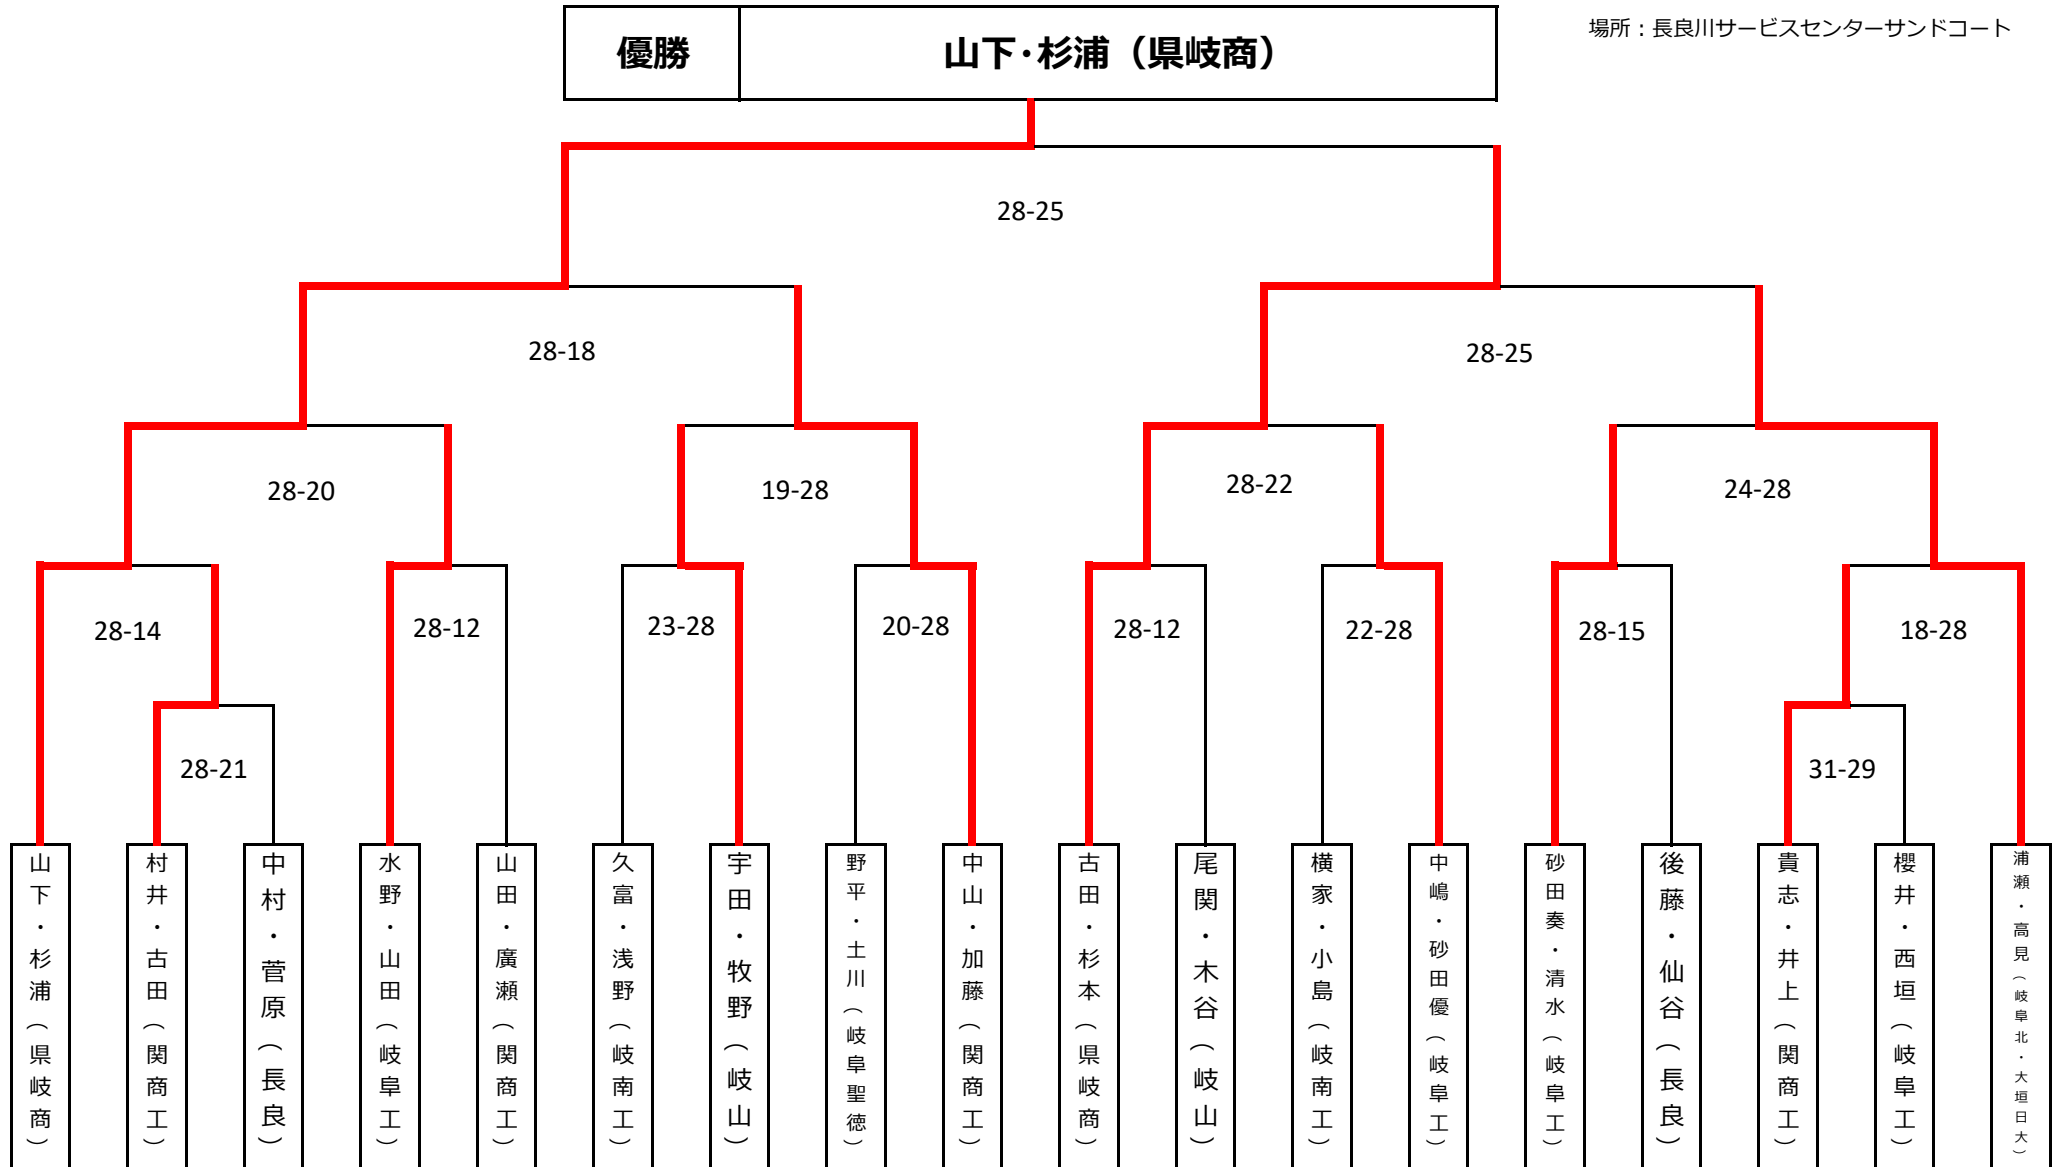 場所：長良川サービスセンターサンドコート
優勝
山下・杉浦（県岐商）
28-25
28-18
28-25
28-20
19-28
28-22
24-28
28-14
28-12
23-28
20-28
28-12
22-28
28-15
18-28
28-21
31-29
山下・杉浦（県岐商）
村井・古田（関商工）
中村・菅原（長良）
水野・山田（岐阜工）
山田・廣瀬（関商工）
久富・浅野（岐南工）
宇田・牧野（岐山）
野平・土川（岐阜聖徳）
中山・加藤（関商工）
古田・杉本（県岐商）
尾関・木谷（岐山）
横家・小島（岐南工）
中嶋・砂田優（岐阜工）
砂田奏・清水（岐阜工）
後藤・仙谷（長良）
貴志・井上（関商工）
櫻井・西垣（岐阜工）
浦瀬・高見（岐阜北・大垣日大）